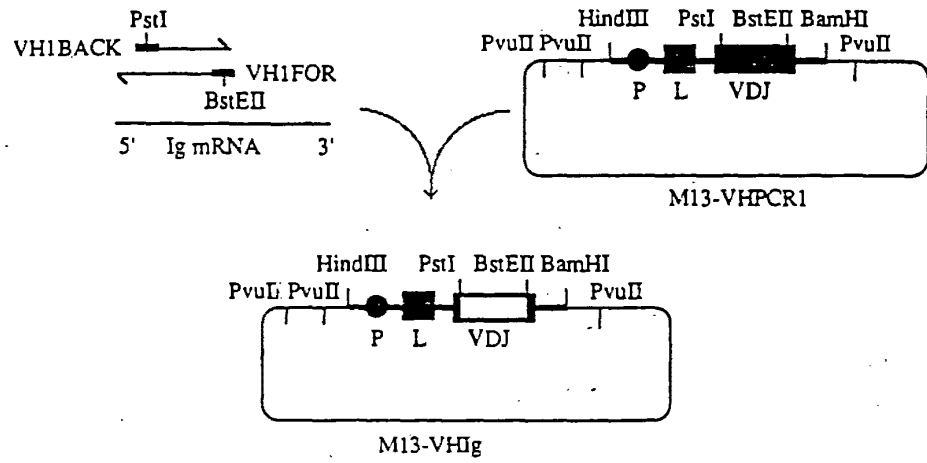 PstI
VH1BACK
VH1FOR
BstEII
5' Ig mRNA 3'
HindIII PstI BstEII BamHI
PvuII PvuII PvuII
P L VDJ
M13-VHPCR1
HindIII PstI BstEII BamHI
PvuI PvuII PvuII
P L VDJ
M13-VHIg